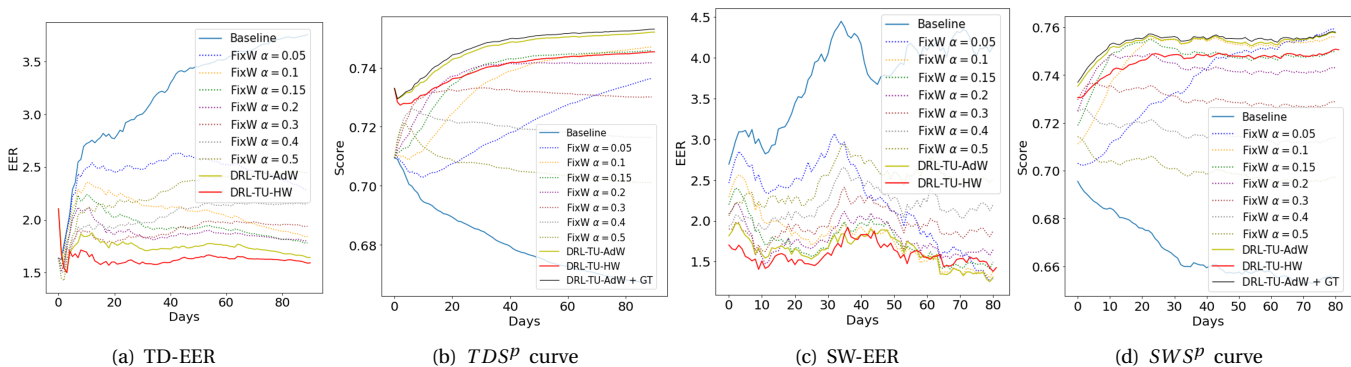 Baseline
FixW α = 0.05
FixW α = 0.1
FixW α = 0.15
FixW α = 0.2
FixW α = 0.3
FixW α = 0.4
FixW α = 0.5
DRL-TU-AdW
DRL-TU-HW
EER
3.5
3.0
2.5
2.0
1.5
0 20 40 60 80
Days
(a) TD-EER
Score
0.74
0.72
0.70
0.68
Baseline
FixW α = 0.05
FixW α = 0.1
FixW α = 0.15
FixW α = 0.2
FixW α = 0.3
FixW α = 0.4
FixW α = 0.5
DRL-TU-AdW
DRL-TU-HW
DRL-TU-AdW + GT
0 20 40 60 80
Days
(b) TDSᵖ curve
EER
4.5
4.0
3.5
3.0
2.5
2.0
1.5
Baseline
FixW α = 0.05
FixW α = 0.1
FixW α = 0.15
FixW α = 0.2
FixW α = 0.3
FixW α = 0.4
FixW α = 0.5
DRL-TU-AdW
DRL-TU-HW
0 10 20 30 40 50 60 70 80
Days
(c) SW-EER
Score
0.76
0.74
0.72
0.70
0.68
0.66
Baseline
FixW α = 0.05
FixW α = 0.1
FixW α = 0.15
FixW α = 0.2
FixW α = 0.3
FixW α = 0.4
FixW α = 0.5
DRL-TU-AdW
DRL-TU-HW
DRL-TU-AdW + GT
0 10 20 30 40 50 60 70 80
Days
(d) SWSᵖ curve